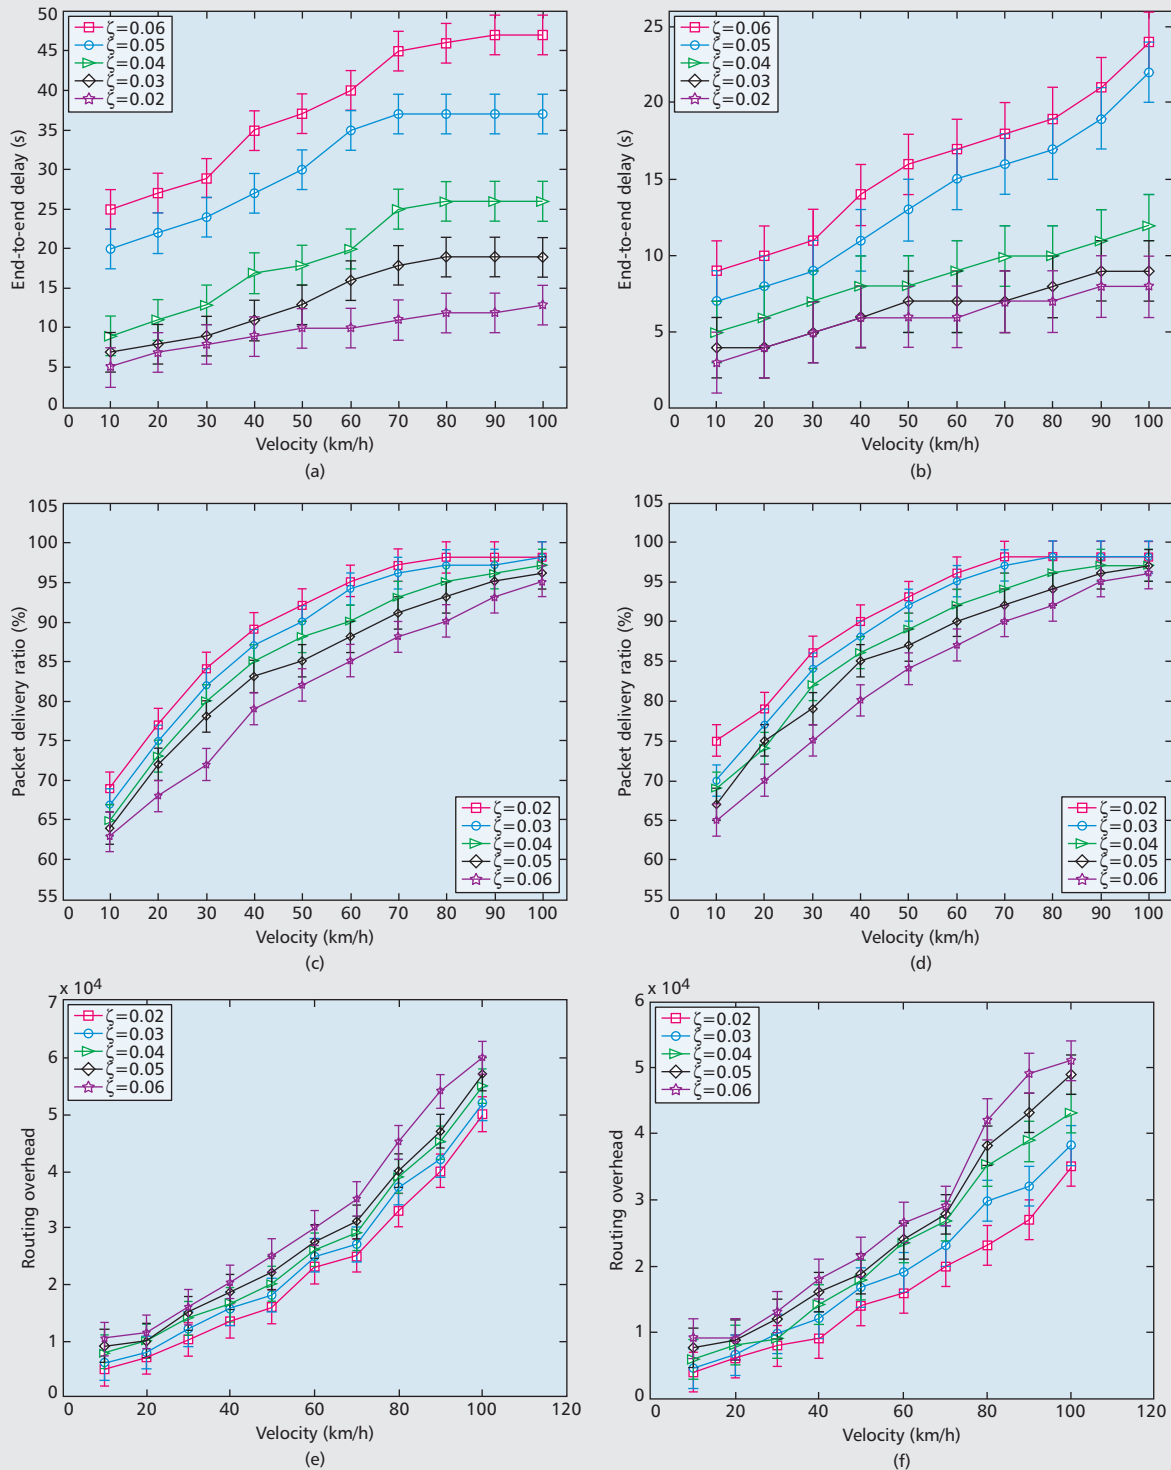 50
45
40
35
30
25
20
15
10
5
0
End-to-end delay (s)
ζ=0.06
ζ=0.05
ζ=0.04
ζ=0.03
ζ=0.02
0 10 20 30 40 50 60 70 80 90 100
Velocity (km/h)
(a)
25
20
15
10
5
0
End-to-end delay (s)
ζ=0.06
ζ=0.05
ζ=0.04
ζ=0.03
ζ=0.02
0 10 20 30 40 50 60 70 80 90 100
Velocity (km/h)
(b)
105
100
95
90
85
80
75
70
65
60
55
Packet delivery ratio (%)
ζ=0.02
ζ=0.03
ζ=0.04
ζ=0.05
ζ=0.06
0 10 20 30 40 50 60 70 80 90 100
Velocity (km/h)
(c)
105
100
95
90
85
80
75
70
65
60
55
Packet delivery ratio (%)
ζ=0.02
ζ=0.03
ζ=0.04
ζ=0.05
ζ=0.06
0 10 20 30 40 50 60 70 80 90 100
Velocity (km/h)
(d)
x 10⁴
7
6
5
4
3
2
1
0
Routing overhead
ζ=0.02
ζ=0.03
ζ=0.04
ζ=0.05
ζ=0.06
0 20 40 60 80 100 120
Velocity (km/h)
(e)
x 10⁴
6
5
4
3
2
1
0
Routing overhead
ζ=0.02
ζ=0.03
ζ=0.04
ζ=0.05
ζ=0.06
0 20 40 60 80 100 120
Velocity (km/h)
(f)